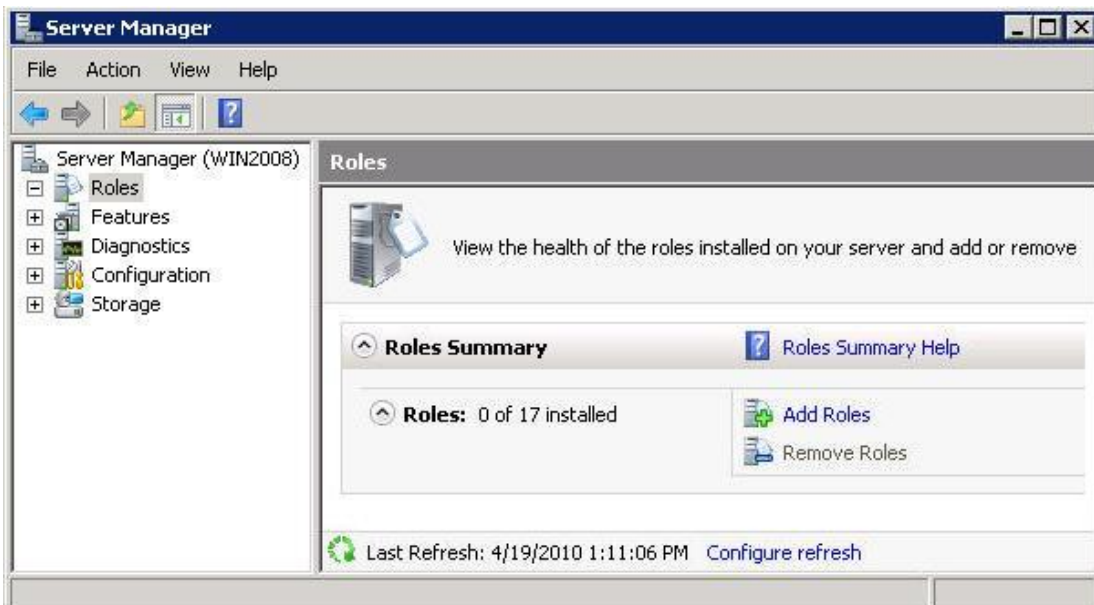 Server Manager
File Action View Help
Server Manager (WIN2008)
Roles
Features
Diagnostics
Configuration
Storage
Roles
View the health of the roles installed on your server and add or remove
Roles Summary
Roles Summary Help
Roles: 0 of 17 installed
Add Roles
Remove Roles
Last Refresh: 4/19/2010 1:11:06 PM Configure refresh